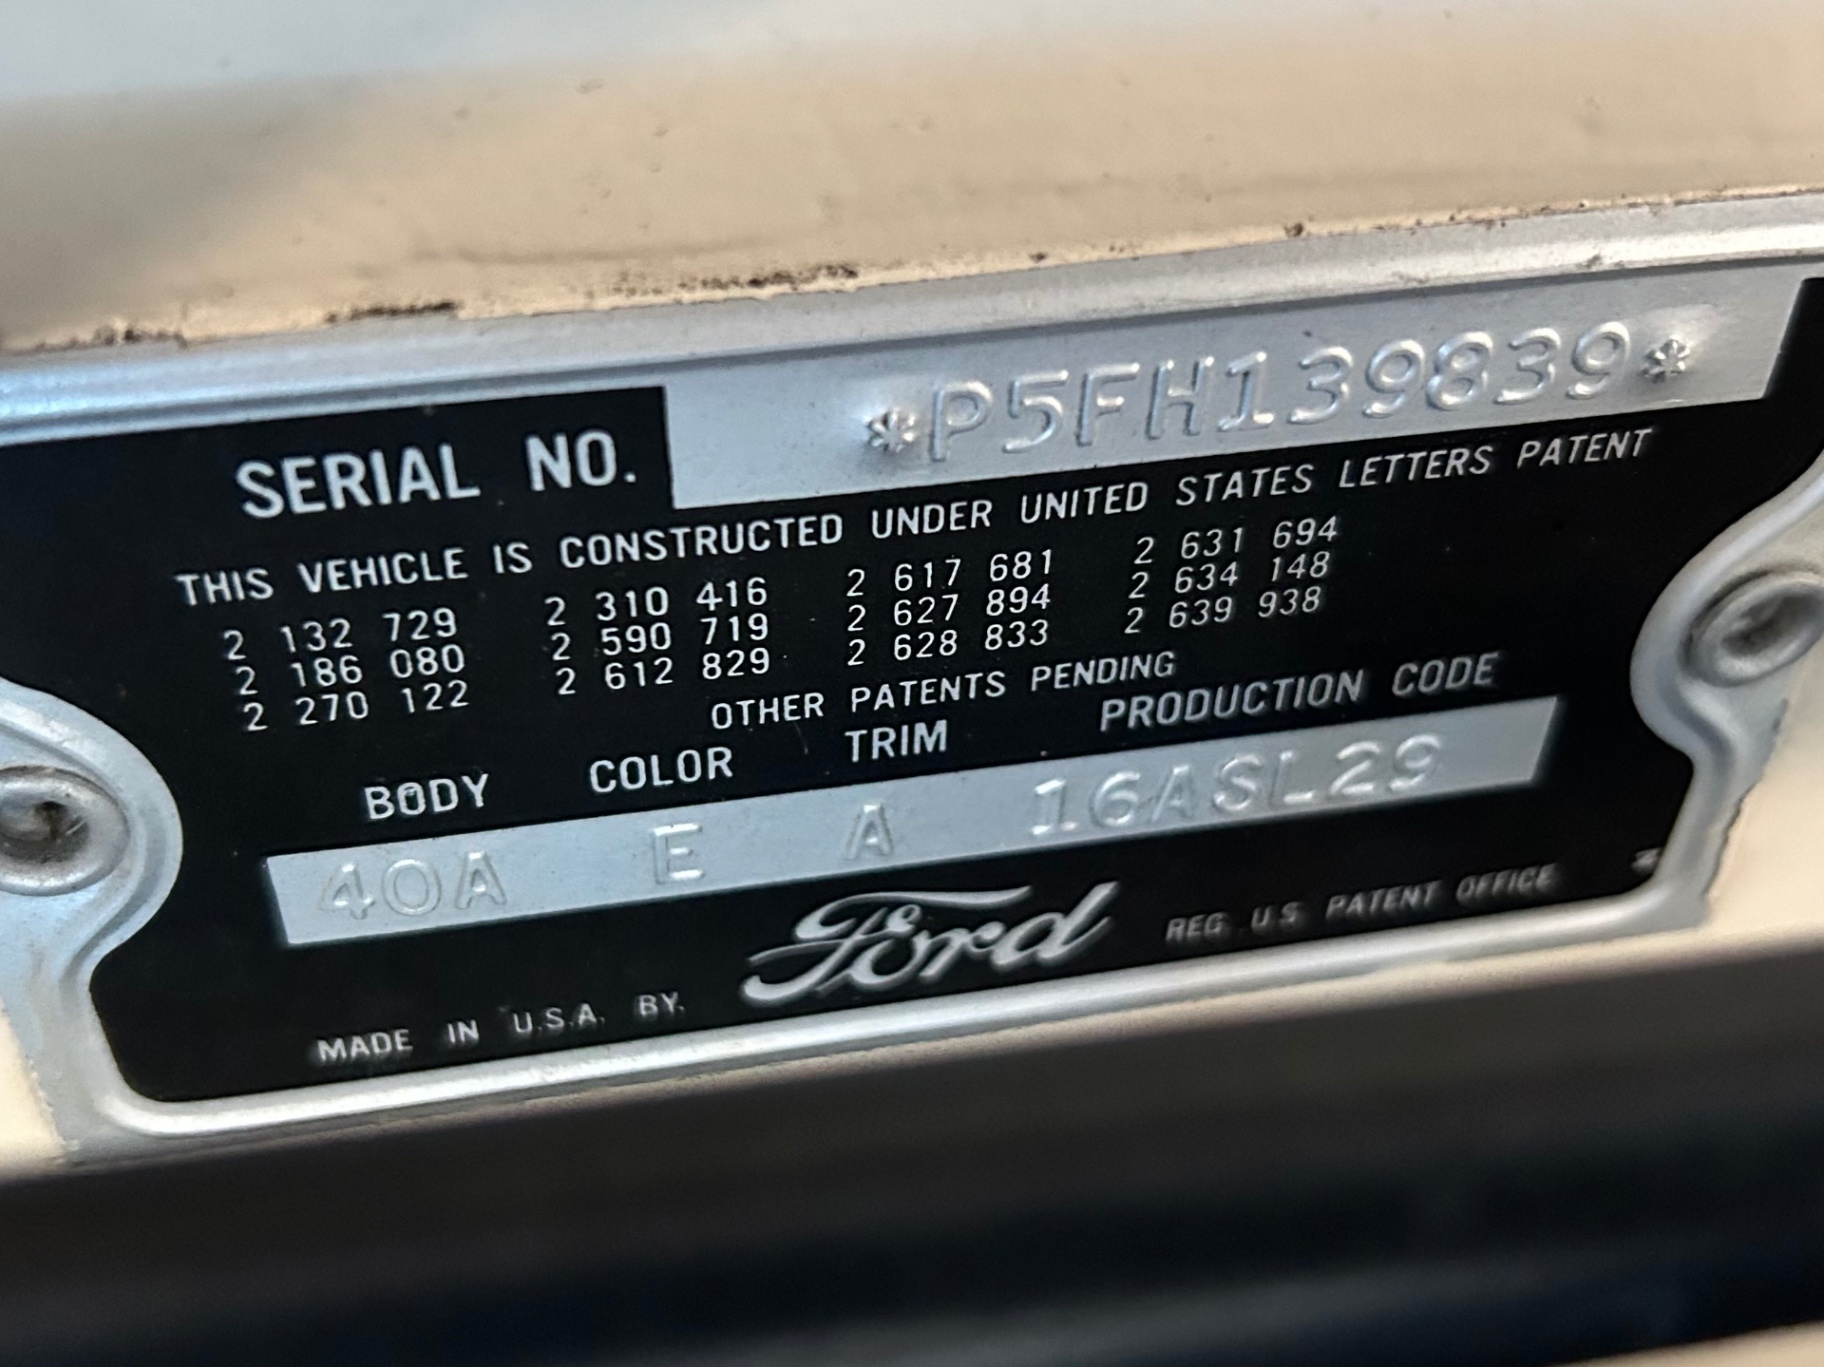 SERIAL NO. *P5FH139839*
THIS VEHICLE IS CONSTRUCTED UNDER UNITED STATES LETTERS PATENT
2 132 729 2 310 416 2 617 681 2 631 694
2 186 080 2 590 719 2 627 894 2 634 148
2 270 122 2 612 829 2 628 833 2 639 938
OTHER PATENTS PENDING
BODY COLOR TRIM PRODUCTION CODE
40A E A 16ASL29
MADE IN U.S.A. BY. Ford REG. U.S. PATENT OFFICE